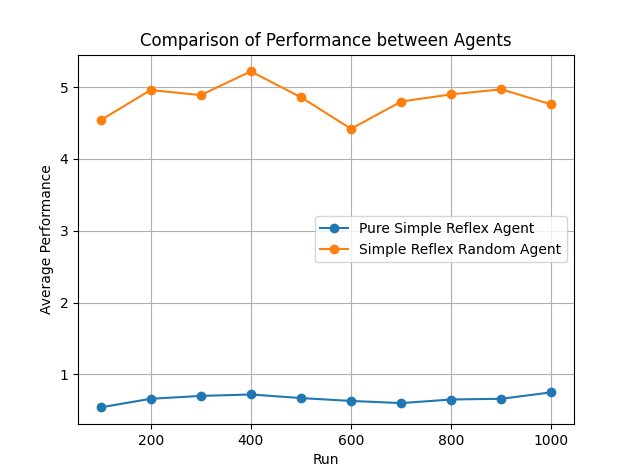 Comparison of Performance between Agents
Average Performance
5
4
3
2
1
Pure Simple Reflex Agent
Simple Reflex Random Agent
200
400
600
800
1000
Run